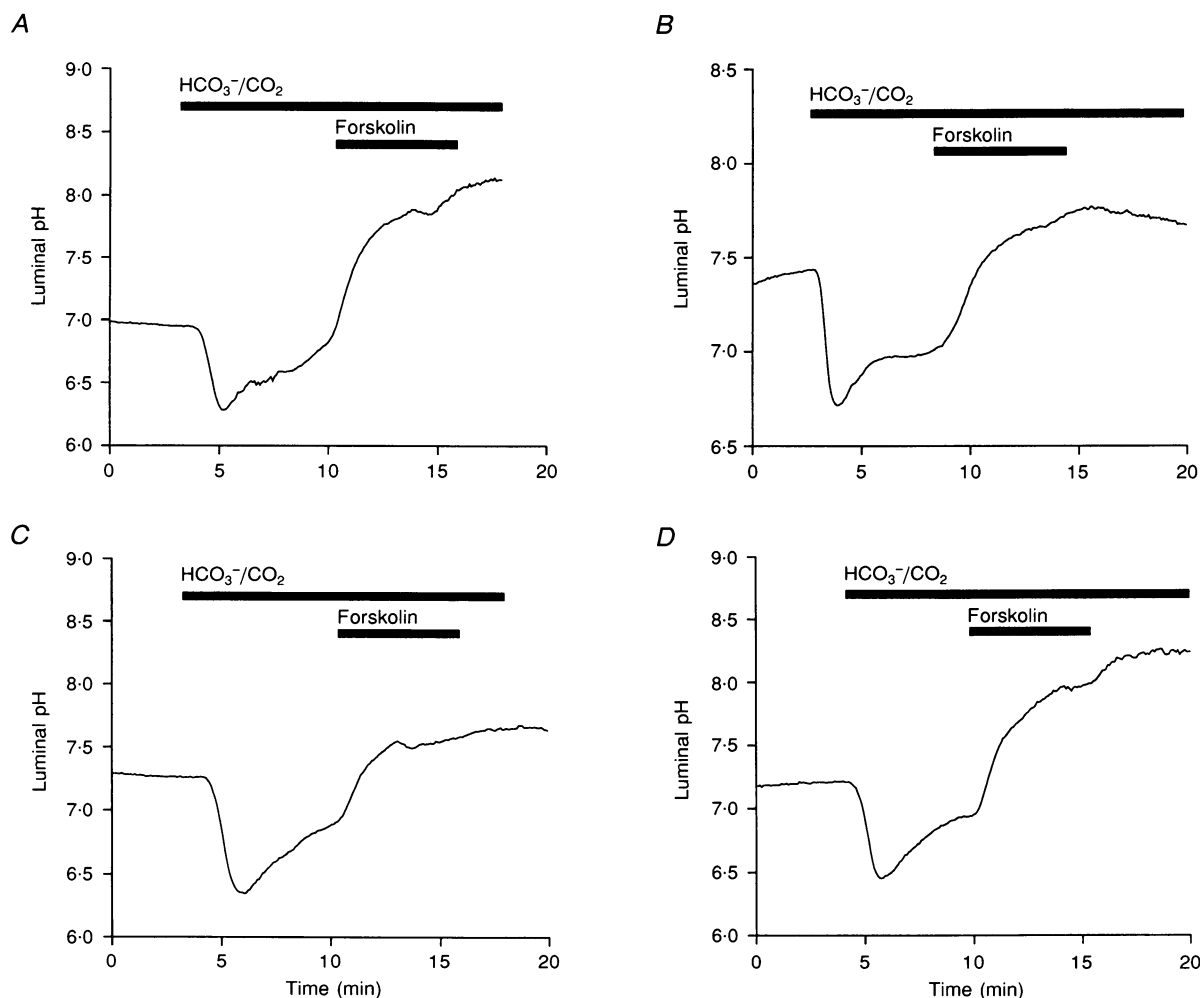 A
Luminal pH
9·0
8·5
8·0
7·5
7·0
6·5
6·0
HCO₃⁻/CO₂
Forskolin
0 5 10 15 20
B
Luminal pH
8·5
8·0
7·5
7·0
6·5
HCO₃⁻/CO₂
Forskolin
0 5 10 15 20
C
Luminal pH
9·0
8·5
8·0
7·5
7·0
6·5
6·0
HCO₃⁻/CO₂
Forskolin
0 5 10 15 20
Time (min)
D
Luminal pH
9·0
8·5
8·0
7·5
7·0
6·5
6·0
HCO₃⁻/CO₂
Forskolin
0 5 10 15 20
Time (min)